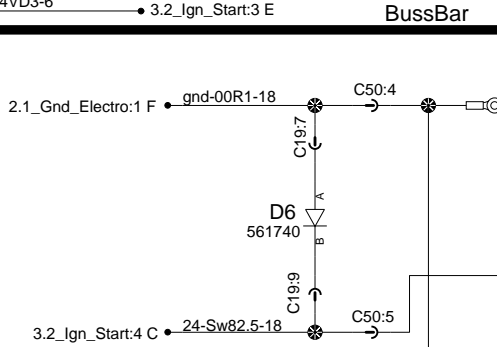 4VD3-6
3.2_Ign_Start:3 E
BussBar
2.1_Gnd_Electro:1 F
gnd-00R1-18
C50:4
C19:7
A
D6
561740
B
C19:9
3.2_Ign_Start:4 C
24-Sw82.5-18
C50:5